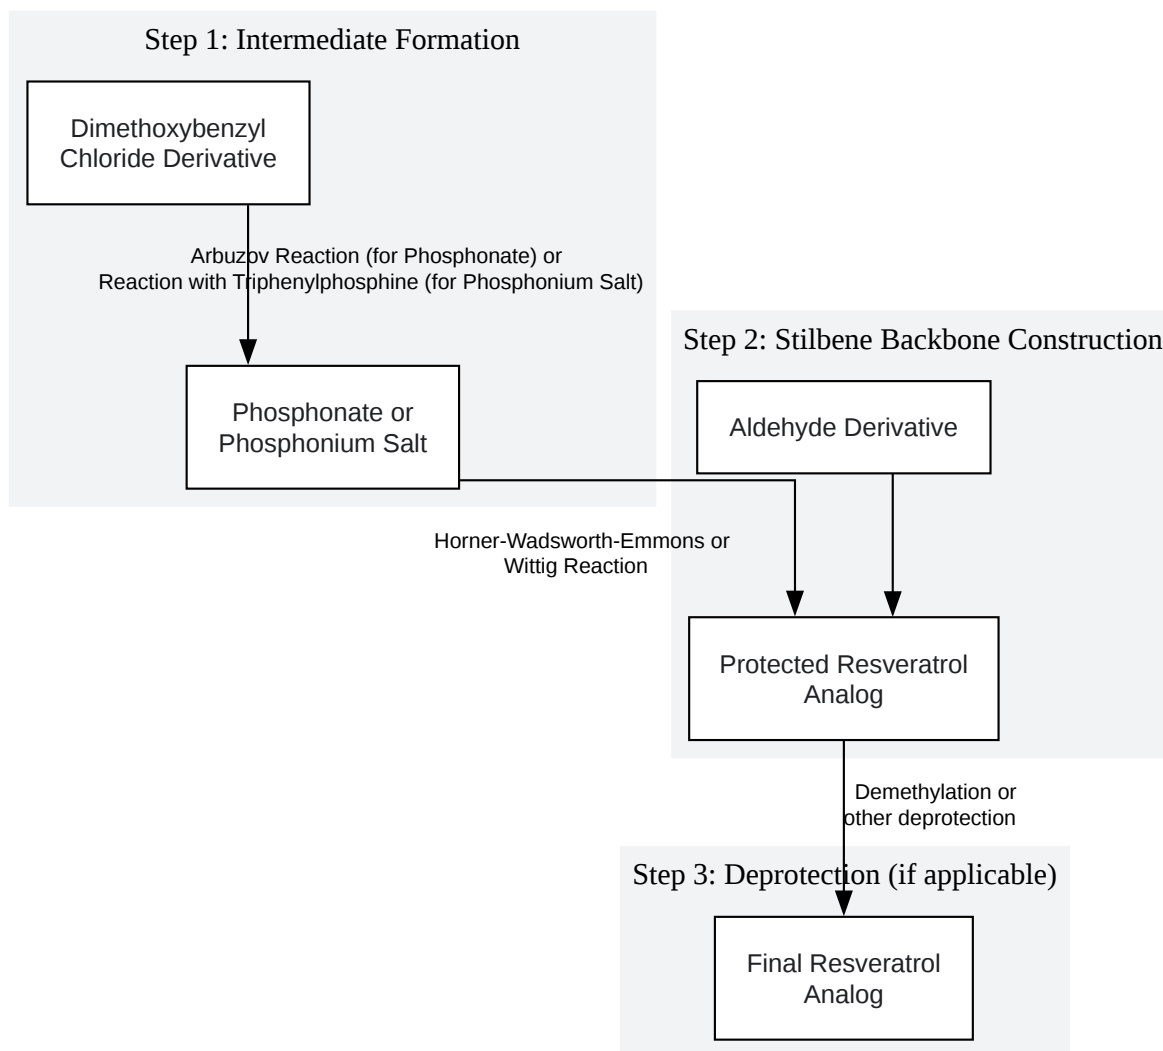 Step 1: Intermediate Formation
Dimethoxybenzyl
Chloride Derivative
Arbuzov Reaction (for Phosphonate) or
Reaction with Triphenylphosphine (for Phosphonium Salt)
Phosphonate or
Phosphonium Salt
Step 2: Stilbene Backbone Construction
Aldehyde Derivative
Horner-Wadsworth-Emmons or
Wittig Reaction
Protected Resveratrol
Analog
Demethylation or
other deprotection
Step 3: Deprotection (if applicable)
Final Resveratrol
Analog